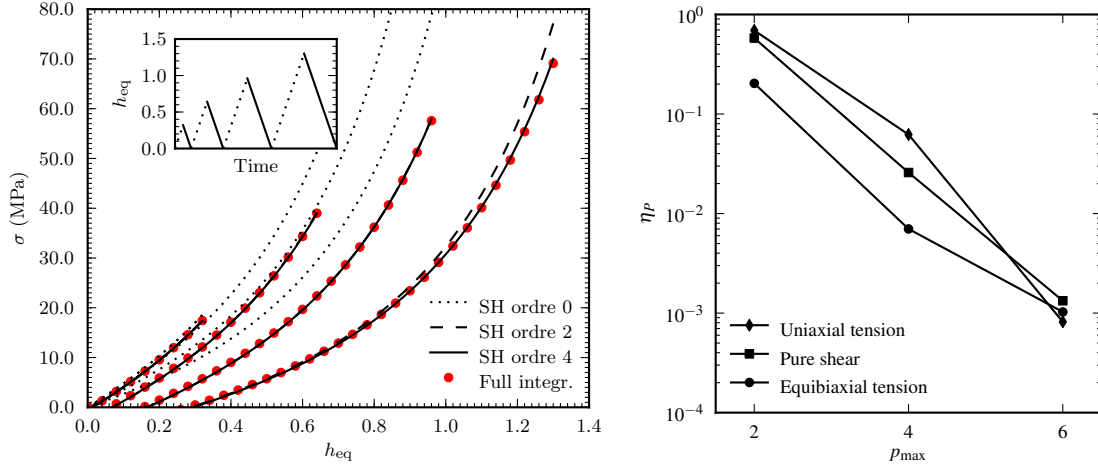 80.0
70.0
60.0
50.0
40.0
30.0
20.0
10.0
0.0
σ (MPa)
0.0 0.2 0.4 0.6 0.8 1.0 1.2 1.4
h_eq
1.5
1.0
0.5
0.0
h_eq
Time
SH ordre 0
SH ordre 2
SH ordre 4
Full integr.
10^0
10^{-1}
10^{-2}
10^{-3}
10^{-4}
η_P
2 4 6
p_max
Uniaxial tension
Pure shear
Equibiaxial tension